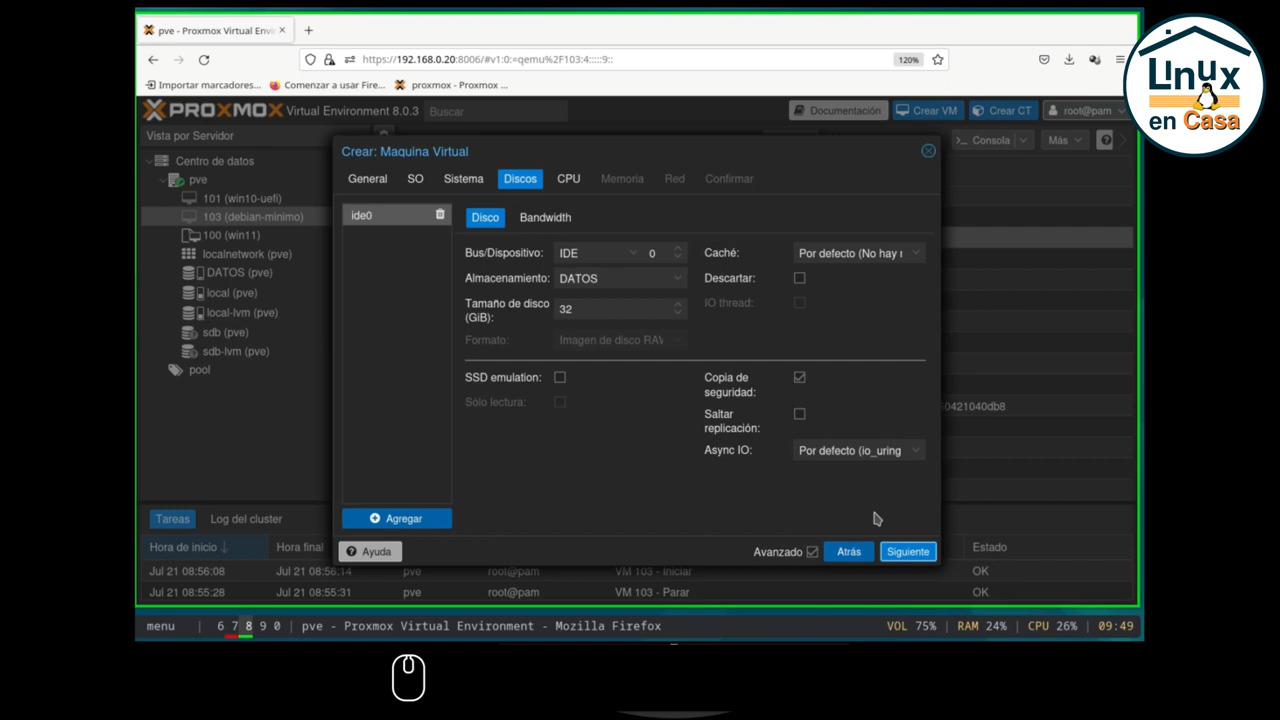 pve - Proxmox Virtual Envi
https://192.168.0.20:8006/#v1:0:=qemu%2F103:4:::::9::
120%
Importar marcadores...
Comenzar a usar Fire...
proxmox - Proxmox ...
Linux
en Casa
PROXMOX
Virtual Environment 8.0.3
Buscar
Documentación
Crear VM
Crear CT
root@pam
Vista por Servidor
Consola
Más
Centro de datos
pve
101 (win10-uefi)
103 (debian-minimo)
100 (win11)
localnetwork (pve)
DATOS (pve)
local (pve)
local-lvm (pve)
sdb (pve)
sdb-lvm (pve)
pool
Crear: Maquina Virtual
General
SO
Sistema
Discos
CPU
Memoria
Red
Confirmar
ide0
Disco
Bandwidth
Bus/Dispositivo:
IDE
0
Caché:
Por defecto (No hay
Almacenamiento:
DATOS
Descartar:
Tamaño de disco
(GiB):
32
IO thread:
Formato:
Imagen de disco RAW
SSD emulation:
Copia de
seguridad:
Sólo lectura:
Saltar
replicación:
Async IO:
Por defecto (io_uring
0421040db8
Agregar
Ayuda
Avanzado
Atrás
Siguiente
Tareas
Log del cluster
Hora de inicio
Hora final
Estado
Jul 21 08:56:08
Jul 21 08:56:14
pve
root@pam
VM 103 - Iniciar
OK
Jul 21 08:55:28
Jul 21 08:55:31
pve
root@pam
VM 103 - Parar
OK
menu | 6 7 8 9 0 | pve - Proxmox Virtual Environment - Mozilla Firefox
VOL 75% | RAM 24% | CPU 26% | 09:49